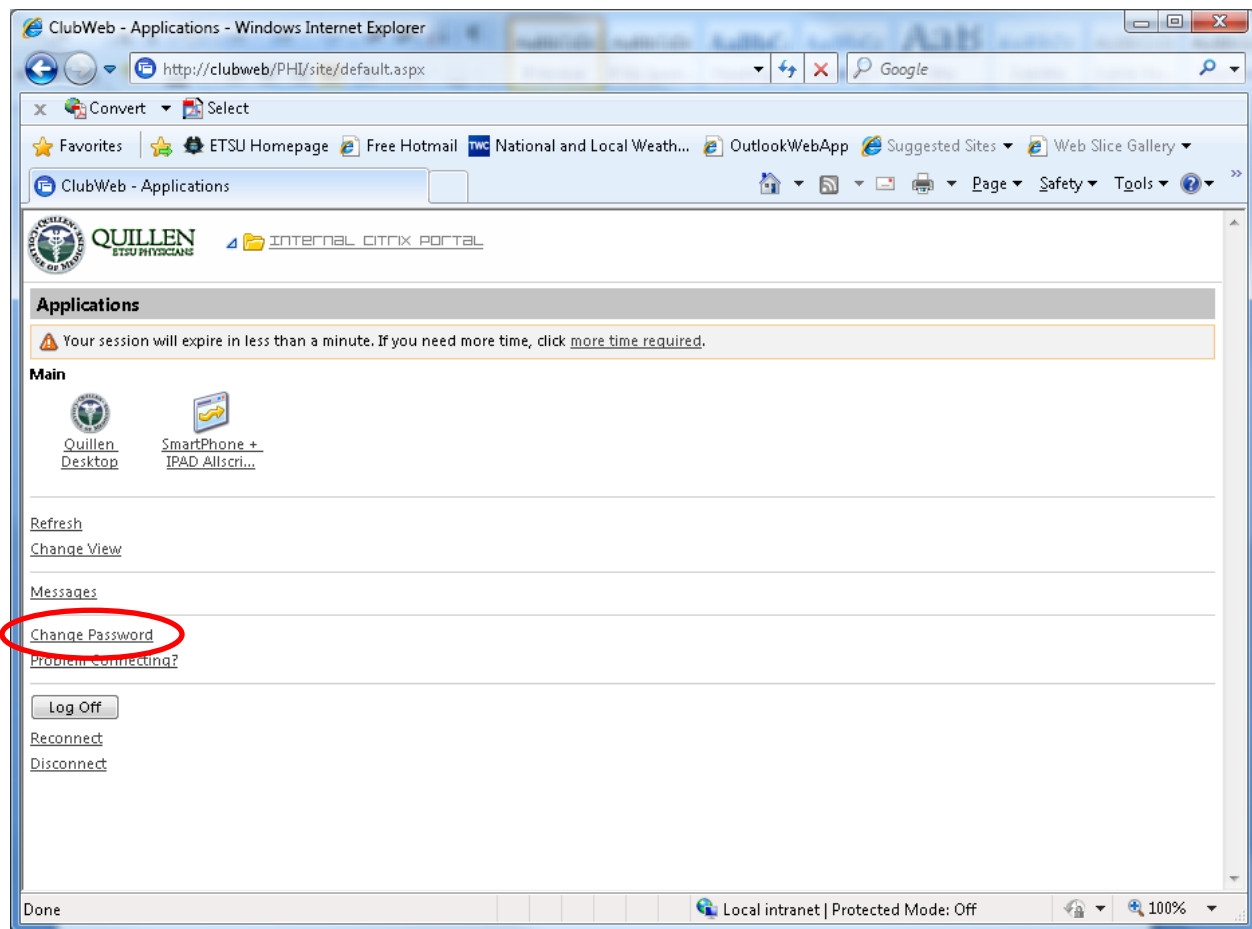 ClubWeb - Applications - Windows Internet Explorer
http://clubweb/PHI/site/default.aspx
Google
x Convert Select
Favorites ETSU Homepage Free Hotmail TWC National and Local Weath... OutlookWebApp Suggested Sites Web Slice Gallery
ClubWeb - Applications Page Safety Tools
QUILLEN
ETSU PHYSICIANS
INTERNAL CITRIX PORTAL
Applications
Your session will expire in less than a minute. If you need more time, click more time required.
Main
Quillen
Desktop
SmartPhone +
IPAD Allscri...
Refresh
Change View
Messages
Change Password
Problem Connecting?
Log Off
Reconnect
Disconnect
Done Local intranet | Protected Mode: Off 100%